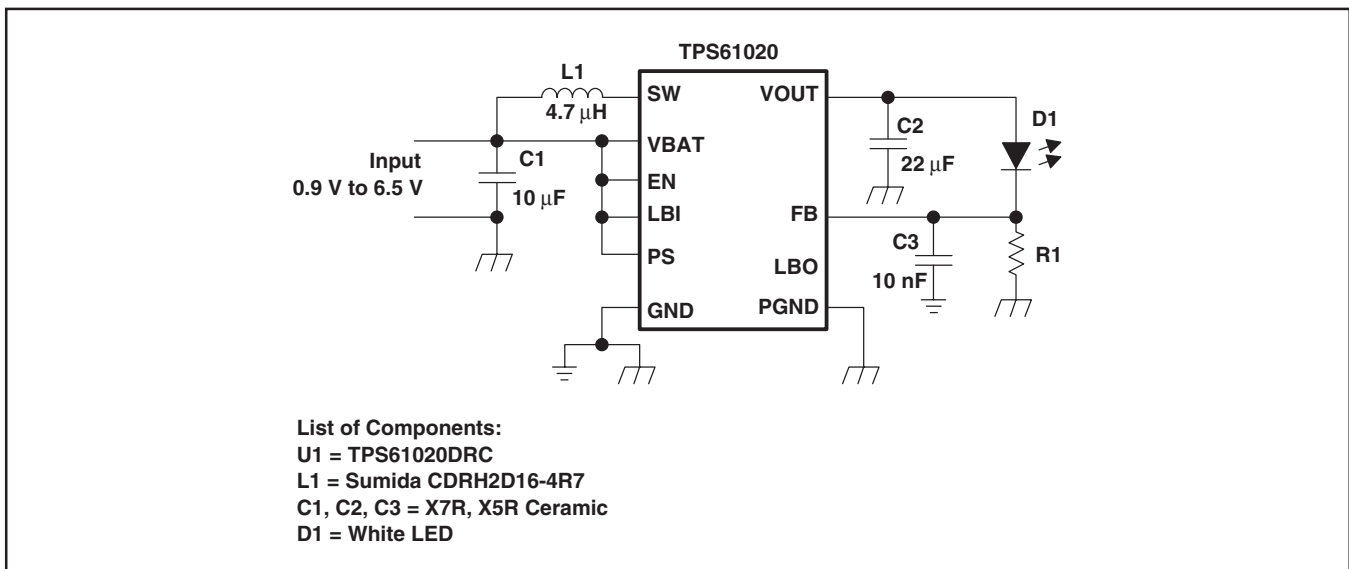 TPS61020
L1
4.7 μH
SW
VOUT
VBAT
EN
LBI
PS
GND
FB
LBO
PGND
Input
0.9 V to 6.5 V
C1
10 μF
C2
22 μF
D1
C3
10 nF
R1
List of Components:
U1 = TPS61020DRC
L1 = Sumida CDRH2D16-4R7
C1, C2, C3 = X7R, X5R Ceramic
D1 = White LED